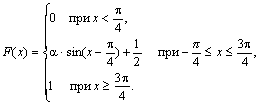 0 при x < π/4,
F(x) = { α · sin(x − π/4) + 1/2 при − π/4 ≤ x ≤ 3π/4,
1 при x ≥ 3π/4.